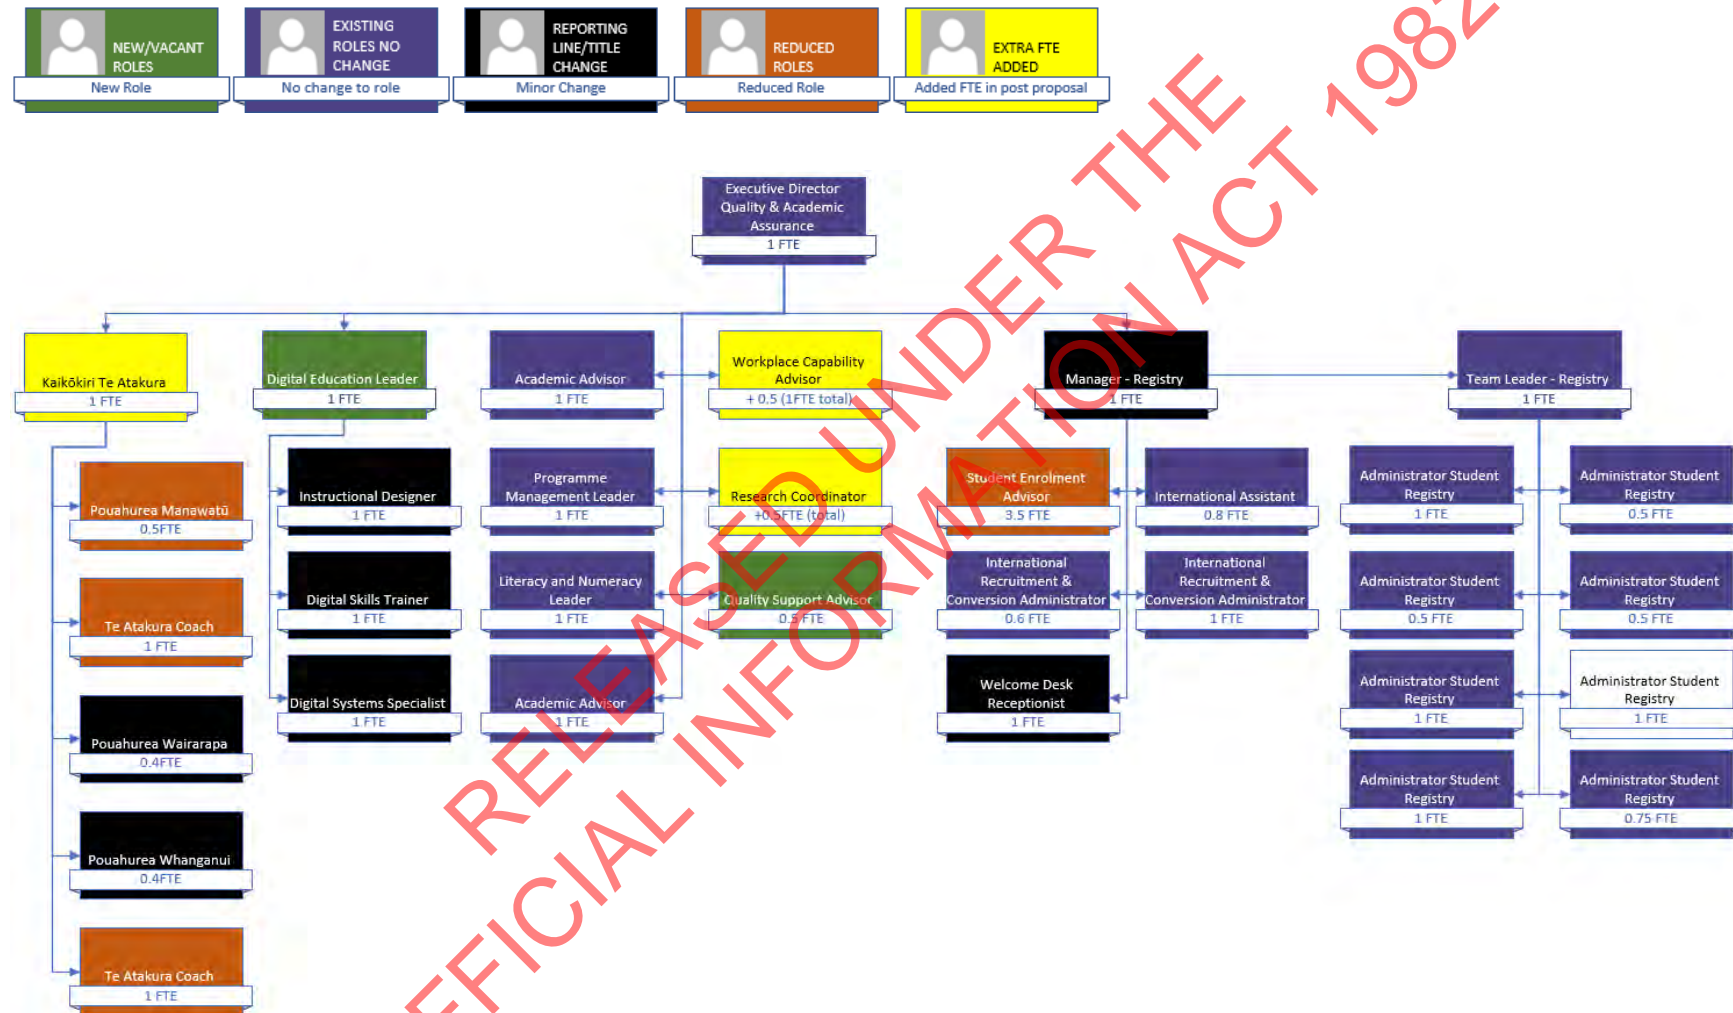 NEW/VACANT
ROLES
New Role
EXISTING
ROLES NO
CHANGE
No change to role
REPORTING
LINE/TITLE
CHANGE
Minor Change
REDUCED
ROLES
Reduced Role
EXTRA FTE
ADDED
Added FTE in post proposal
Executive Director
Quality & Academic
Assurance
1 FTE
Kaikōkiri Te Atakura
1 FTE
Digital Education Leader
1 FTE
Academic Advisor
1 FTE
Workplace Capability
Advisor
+ 0.5 (1FTE total)
Manager - Registry
1 FTE
Team Leader - Registry
1 FTE
Pouahurea Manawatū
0.5FTE
Te Atakura Coach
1 FTE
Pouahurea Wairarapa
0.4FTE
Pouahurea Whanganui
0.4FTE
Te Atakura Coach
1 FTE
Instructional Designer
1 FTE
Digital Skills Trainer
1 FTE
Digital Systems Specialist
1 FTE
Programme
Management Leader
1 FTE
Research Coordinator
+0.5FTE (total)
Literacy and Numeracy
Leader
1 FTE
Quality Support Advisor
0.5 FTE
Academic Advisor
1 FTE
Student Enrolment
Advisor
3.5 FTE
International Assistant
0.8 FTE
International
Recruitment &
Conversion Administrator
0.6 FTE
International
Recruitment &
Conversion Administrator
1 FTE
Welcome Desk
Receptionist
1 FTE
Administrator Student
Registry
1 FTE
Administrator Student
Registry
0.5 FTE
Administrator Student
Registry
0.5 FTE
Administrator Student
Registry
0.5 FTE
Administrator Student
Registry
1 FTE
Administrator Student
Registry
1 FTE
Administrator Student
Registry
1 FTE
Administrator Student
Registry
0.75 FTE
RELEASED UNDER THE
FFICIAL INFORMATION ACT 1982